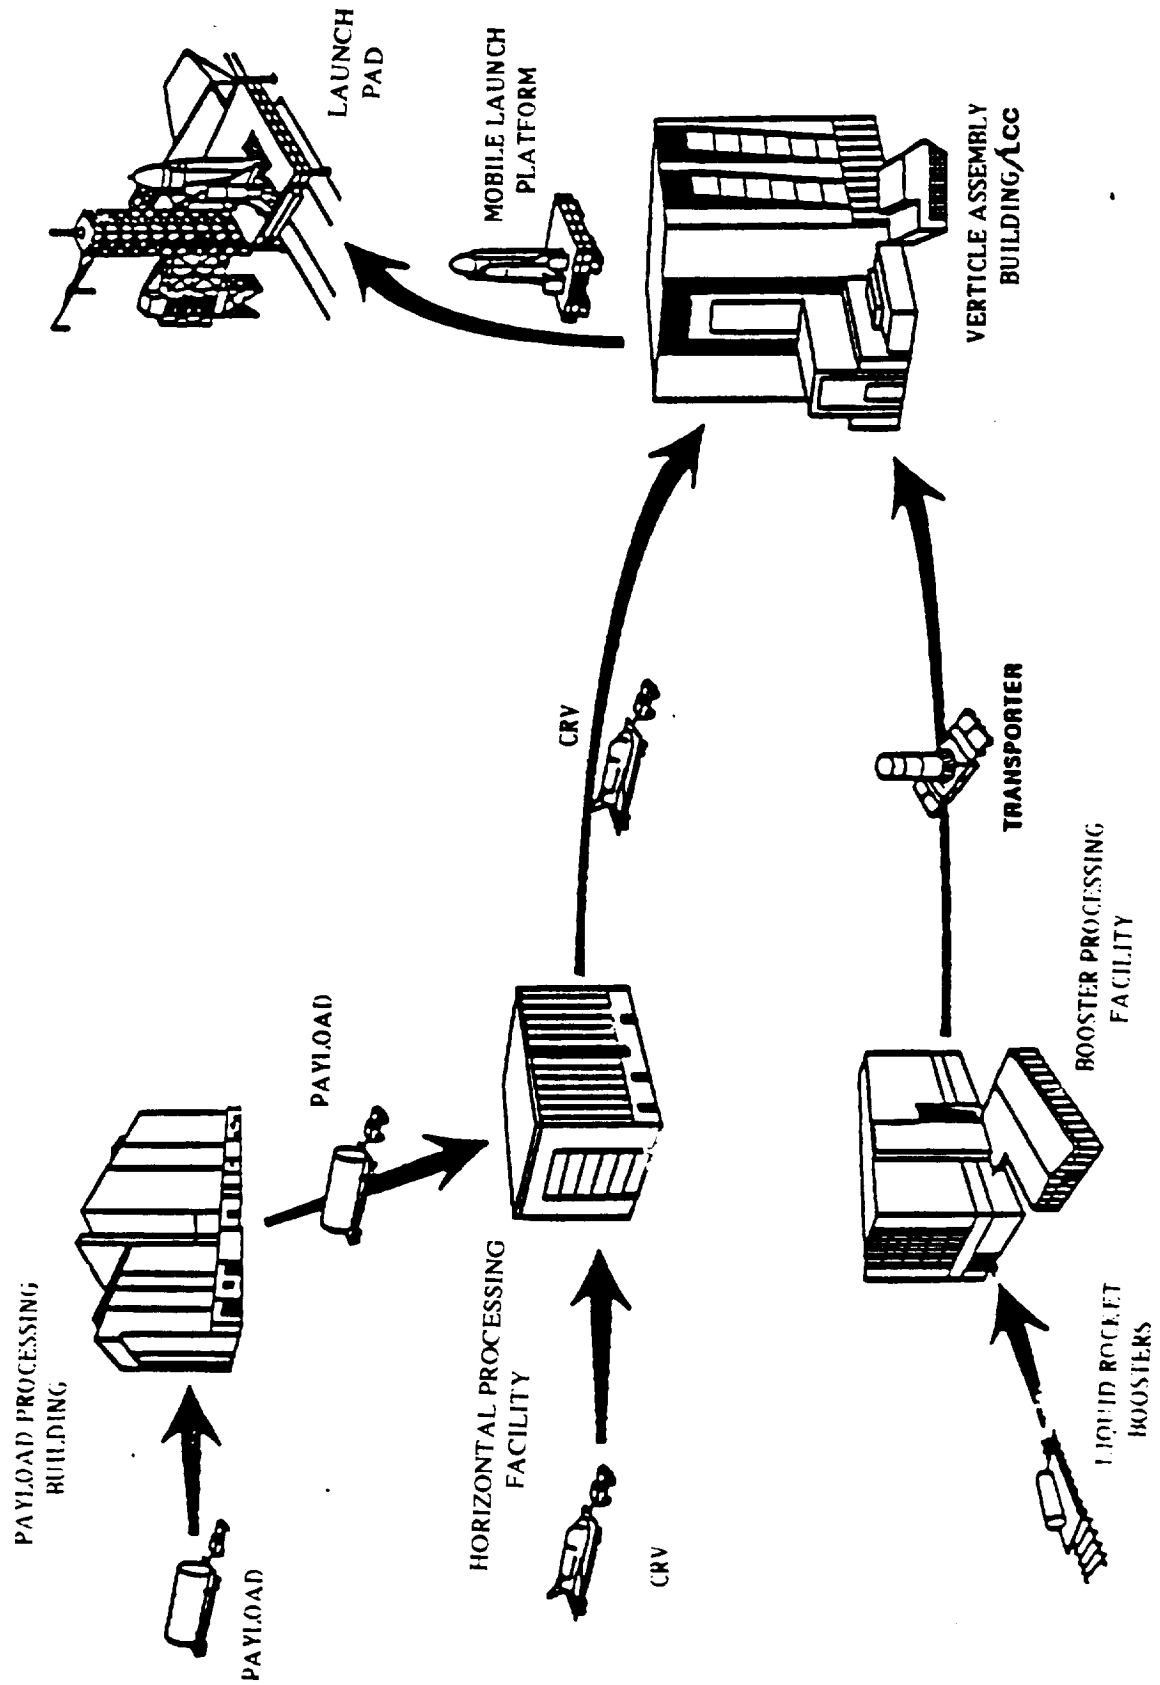 PAYLOAD PROCESSING
BUILDING
PAYLOAD
PAYLOAD
LAUNCH
PAD
MOBILE LAUNCH
PLATFORM
HORIZONTAL PROCESSING
FACILITY
CRV
CRV
VERTICLE ASSEMBLY
BUILDING/LCC
TRANSPORTER
BOOSTER PROCESSING
FACILITY
LIQUID ROCKET
BOOSTERS